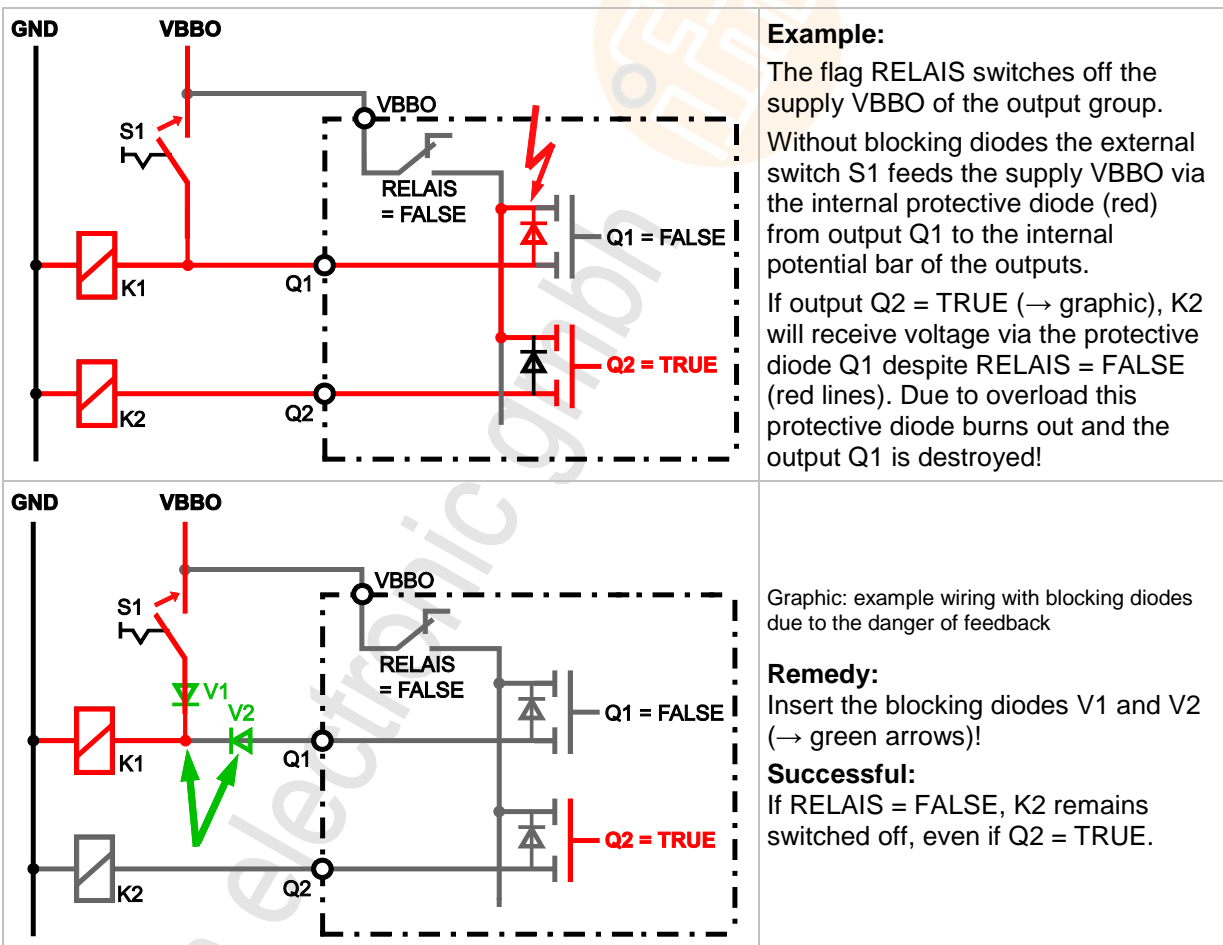 GND
VBBO
VBBO
S1
RELAIS
= FALSE
Q1 = FALSE
K1
Q1
Q2 = TRUE
K2
Q2
Example:
The flag RELAIS switches off the
supply VBBO of the output group.
Without blocking diodes the external
switch S1 feeds the supply VBBO via
the internal protective diode (red)
from output Q1 to the internal
potential bar of the outputs.
If output Q2 = TRUE (→ graphic), K2
will receive voltage via the protective
diode Q1 despite RELAIS = FALSE
(red lines). Due to overload this
protective diode burns out and the
output Q1 is destroyed!
GND
VBBO
VBBO
S1
RELAIS
= FALSE
V1
V2
Q1 = FALSE
K1
Q1
Q2 = TRUE
K2
Q2
Graphic: example wiring with blocking diodes
due to the danger of feedback
Remedy:
Insert the blocking diodes V1 and V2
(→ green arrows)!
Successful:
If RELAIS = FALSE, K2 remains
switched off, even if Q2 = TRUE.
electronic gmbh